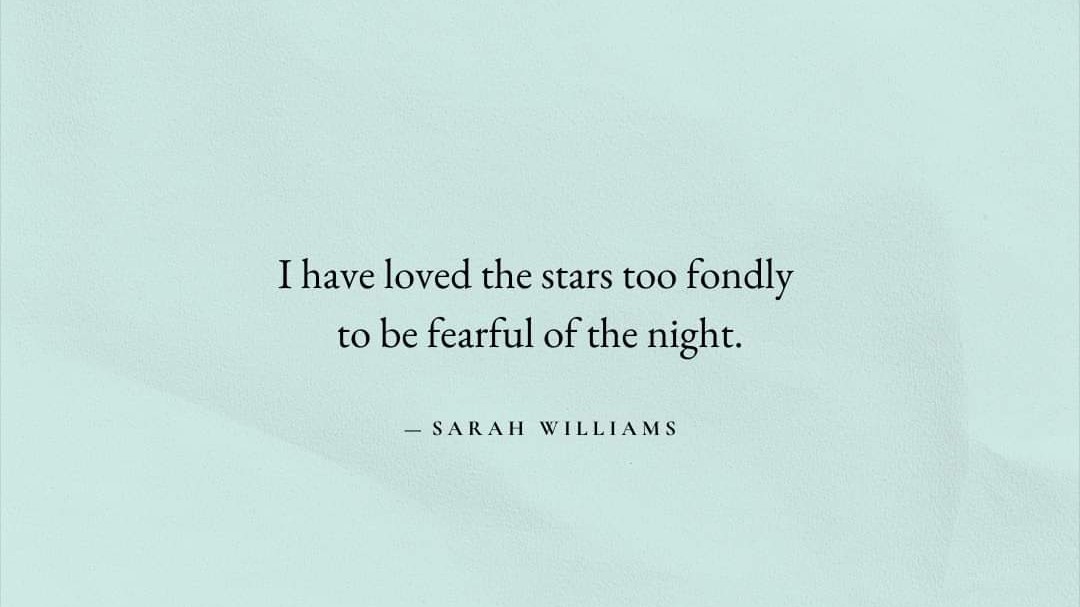 I have loved the stars too fondly
to be fearful of the night.
— SARAH WILLIAMS